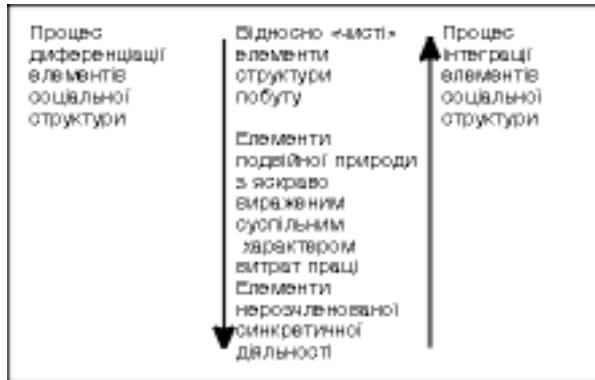 Процес
диференціації
елементів
соціальної
структури
Відносно «чисті»
елементи
структури
побуту
Елементи
подвійної природи
з яскраво
вираженим
суспільним
характером
витрат праці
Елементи
нерозчленованої
синкретичної
діяльності
Процес
інтеграції
елементів
соціальної
структури